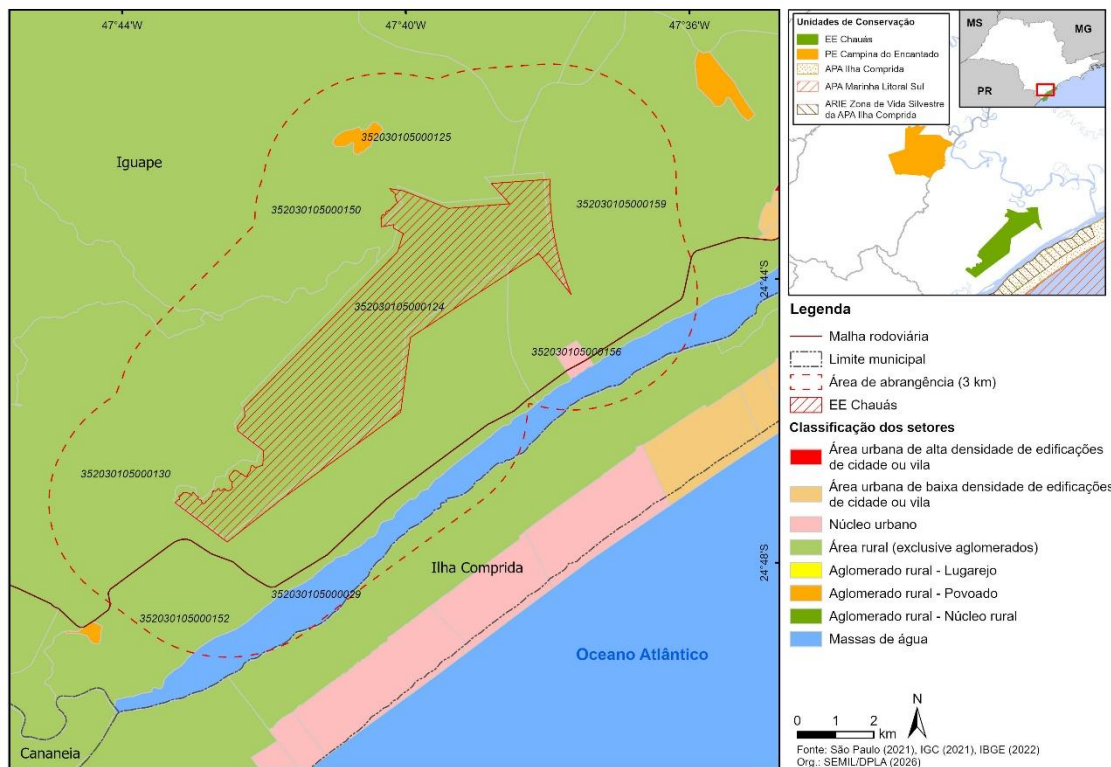 47°44'W
47°40'W
47°36'W
Iguape
352030105000125
352030105000150
352030105000159
352030105000124
24°44'S
352030105000156
352030105000130
24°48'S
Ilha Comprida
352030105000029
352030105000152
Oceano Atlântico
Cananeia
Unidades de Conservação
EE Chauás
PE Campina do Encantado
APA Ilha Comprida
APA Marinha Litoral Sul
ARIE Zona de Vida Silvestre
da APA Ilha Comprida
MS
MG
PR
Legenda
Malha rodoviária
Limite municipal
Área de abrangência (3 km)
EE Chauás
Classificação dos setores
Área urbana de alta densidade de edificações
de cidade ou vila
Área urbana de baixa densidade de edificações
de cidade ou vila
Núcleo urbano
Área rural (exclusive aglomerados)
Aglomerado rural - Lugarejo
Aglomerado rural - Povoado
Aglomerado rural - Núcleo rural
Massas de água
N
0 1 2
km
Fonte: São Paulo (2021), IGC (2021), IBGE (2022)
Org.: SEMIL/DPLA (2026)